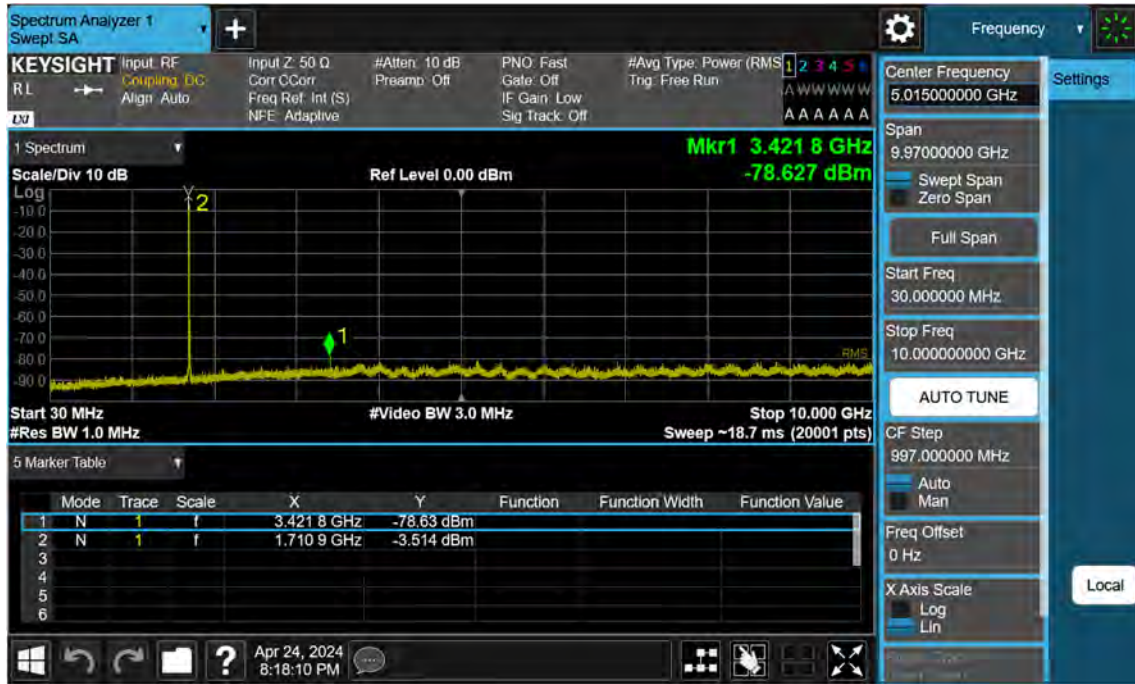 Spectrum Analyzer 1
Swept SA
Frequency
KEYSIGHT
RL
LXI
Input: RF
Coupling: DC
Align: Auto
Input Z: 50 Ω
Corr CCorr
Freq Ref: Int (S)
NFE: Adaptive
#Atten: 10 dB
Preamp: Off
PNO: Fast
Gate: Off
IF Gain: Low
Sig Track: Off
#Avg Type: Power (RMS
Trig: Free Run
1 2 3 4 5 6
A W W W W W
A A A A A A
1 Spectrum
Scale/Div 10 dB
Ref Level 0.00 dBm
Mkr1 3.421 8 GHz
-78.627 dBm
Log
-10.0
-20.0
-30.0
-40.0
-50.0
-60.0
-70.0
-80.0
-90.0
2
1
RMS
Start 30 MHz
#Video BW 3.0 MHz
Stop 10.000 GHz
#Res BW 1.0 MHz
Sweep ~18.7 ms (20001 pts)
5 Marker Table
Mode Trace Scale X Y Function Function Width Function Value
1 N 1 f 3.421 8 GHz -78.63 dBm
2 N 1 f 1.710 9 GHz -3.514 dBm
3
4
5
6
?
Apr 24, 2024
8:18:10 PM
Center Frequency
5.015000000 GHz
Settings
Span
9.97000000 GHz
Swept Span
Zero Span
Full Span
Start Freq
30.000000 MHz
Stop Freq
10.000000000 GHz
AUTO TUNE
CF Step
997.000000 MHz
Auto
Man
Freq Offset
0 Hz
X Axis Scale
Log
Lin
Local